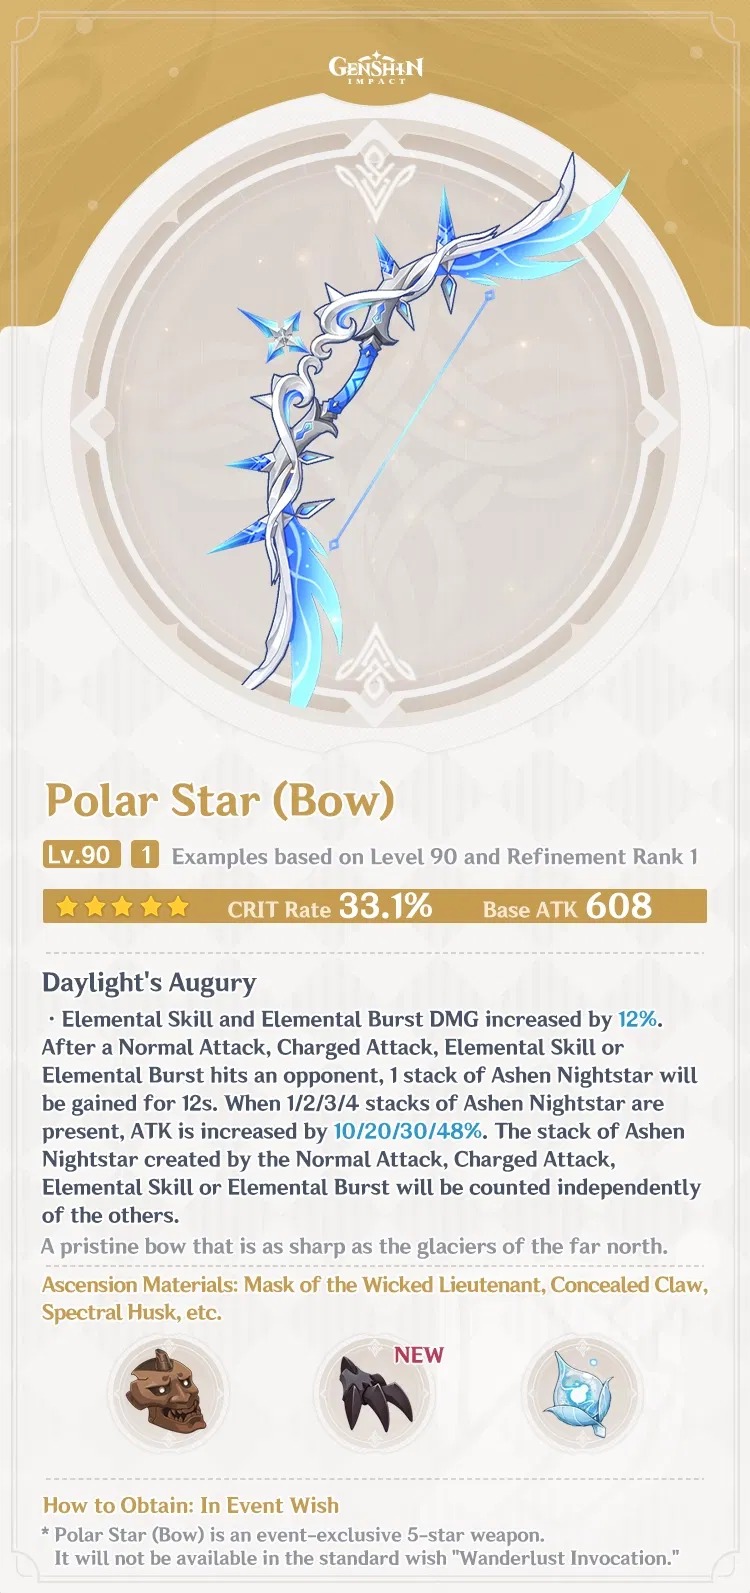 GENSHIN
IMPACT
Polar Star (Bow)
Lv.90 1 Examples based on Level 90 and Refinement Rank 1
CRIT Rate 33.1% Base ATK 608
Daylight's Augury
· Elemental Skill and Elemental Burst DMG increased by 12%.
After a Normal Attack, Charged Attack, Elemental Skill or
Elemental Burst hits an opponent, 1 stack of Ashen Nightstar will
be gained for 12s. When 1/2/3/4 stacks of Ashen Nightstar are
present, ATK is increased by 10/20/30/48%. The stack of Ashen
Nightstar created by the Normal Attack, Charged Attack,
Elemental Skill or Elemental Burst will be counted independently
of the others.
A pristine bow that is as sharp as the glaciers of the far north.
Ascension Materials: Mask of the Wicked Lieutenant, Concealed Claw,
Spectral Husk, etc.
NEW
How to Obtain: In Event Wish
* Polar Star (Bow) is an event-exclusive 5-star weapon.
It will not be available in the standard wish "Wanderlust Invocation."